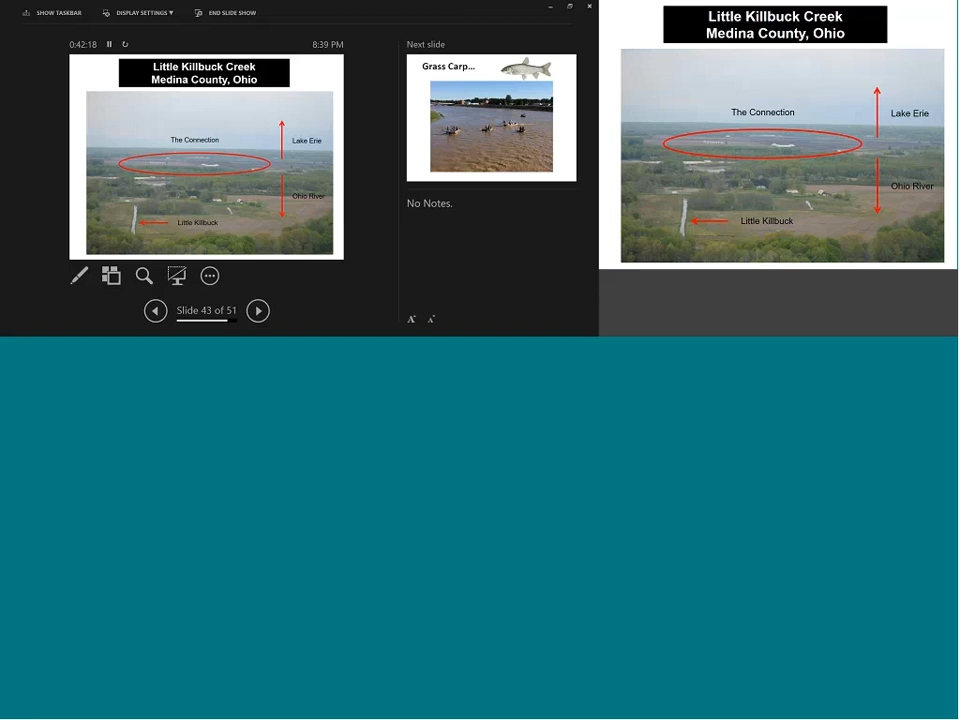 SHOW TASKBAR
DISPLAY SETTINGS ▼
END SLIDE SHOW
0:42:18
8:39 PM
Little Killbuck Creek
Medina County, Ohio
The Connection
Lake Erie
Ohio River
Little Killbuck
Slide 43 of 51
Next slide
Grass Carp...
No Notes.
A
A
Little Killbuck Creek
Medina County, Ohio
The Connection
Lake Erie
Ohio River
Little Killbuck